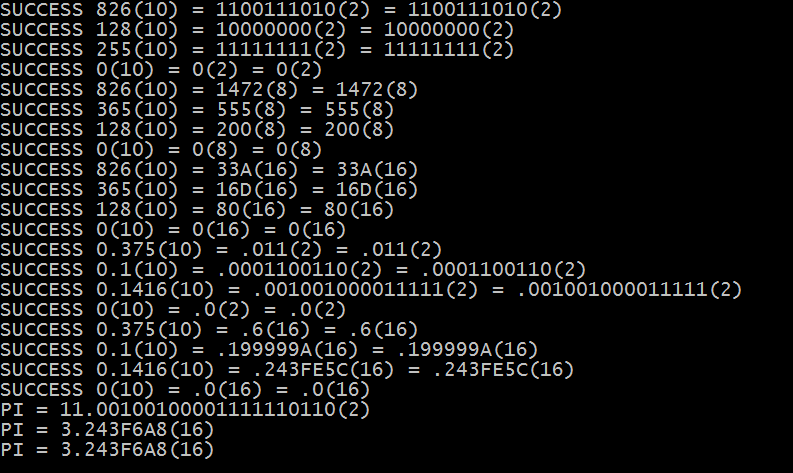 SUCCESS 826(10) = 1100111010(2) = 1100111010(2)
SUCCESS 128(10) = 10000000(2) = 10000000(2)
SUCCESS 255(10) = 11111111(2) = 11111111(2)
SUCCESS 0(10) = 0(2) = 0(2)
SUCCESS 826(10) = 1472(8) = 1472(8)
SUCCESS 365(10) = 555(8) = 555(8)
SUCCESS 128(10) = 200(8) = 200(8)
SUCCESS 0(10) = 0(8) = 0(8)
SUCCESS 826(10) = 33A(16) = 33A(16)
SUCCESS 365(10) = 16D(16) = 16D(16)
SUCCESS 128(10) = 80(16) = 80(16)
SUCCESS 0(10) = 0(16) = 0(16)
SUCCESS 0.375(10) = .011(2) = .011(2)
SUCCESS 0.1(10) = .0001100110(2) = .0001100110(2)
SUCCESS 0.1416(10) = .001001000011111(2) = .001001000011111(2)
SUCCESS 0(10) = .0(2) = .0(2)
SUCCESS 0.375(10) = .6(16) = .6(16)
SUCCESS 0.1(10) = .199999A(16) = .199999A(16)
SUCCESS 0.1416(10) = .243FE5C(16) = .243FE5C(16)
SUCCESS 0(10) = .0(16) = .0(16)
PI = 11.00100100001111110110(2)
PI = 3.243F6A8(16)
PI = 3.243F6A8(16)